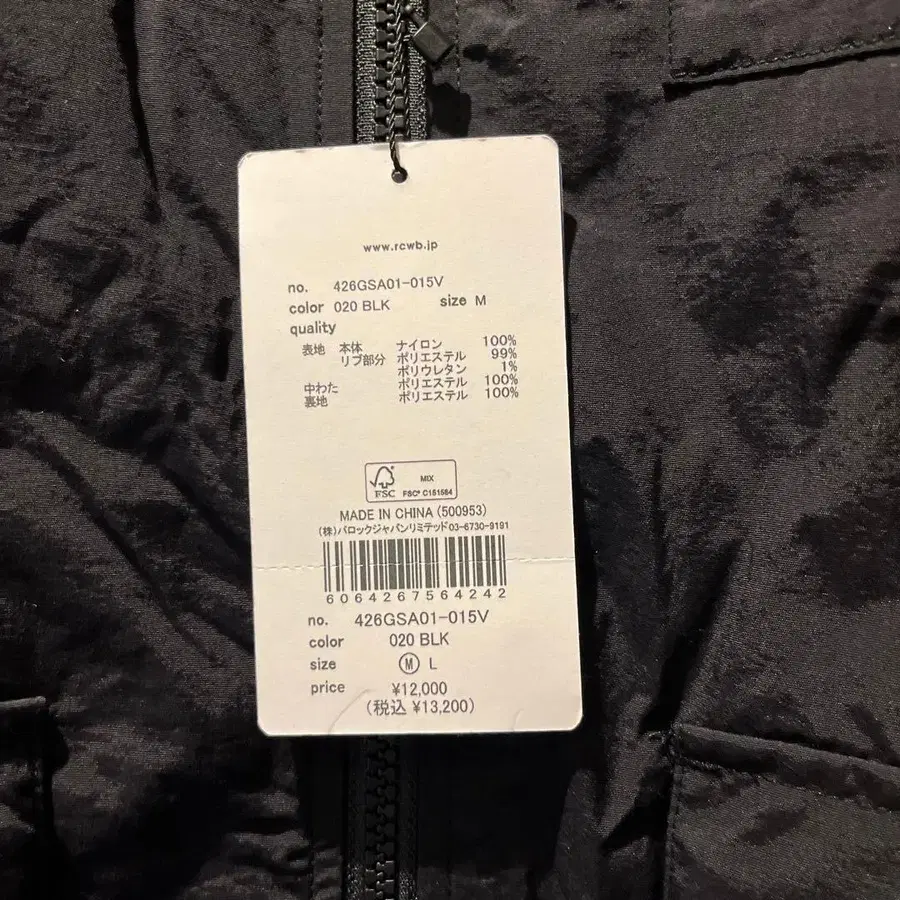 www.rcwb.jp
no. 426GSA01-015V
color 020 BLK size M
quality
表地 本体 ナイロン 100%
リブ部分 ポリエステル 99%
ポリウレタン 1%
中わた ポリエステル 100%
裏地 ポリエステル 100%
FSC MIX
FSC® C151584
MADE IN CHINA (500953)
(株)バロックジャパンリミテッド03-6730-9191
6064267564242
no. 426GSA01-015V
color 020 BLK
size Ⓜ L
price ¥12,000
(税込 ¥13,200)